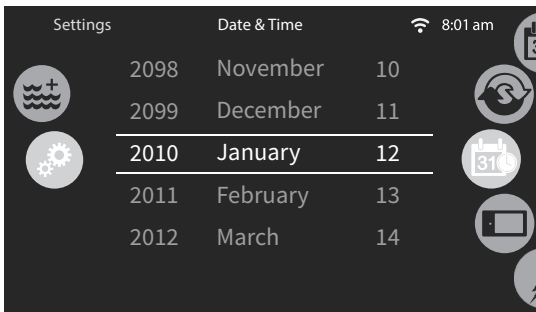 Settings Date & Time 8:01 am
2098 November 10
2099 December 11
2010 January 12
2011 February 13
2012 March 14
31